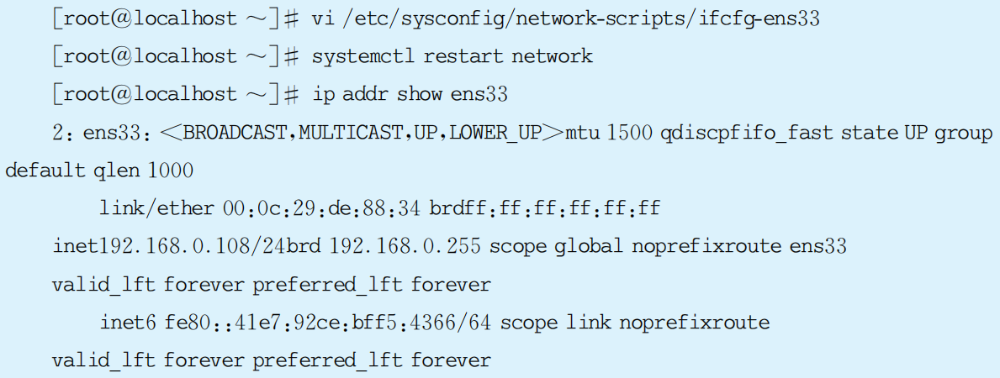 [root@localhost ~]# vi /etc/sysconfig/network-scripts/ifcfg-ens33
[root@localhost ~]# systemctl restart network
[root@localhost ~]# ip addr show ens33
2: ens33: <BROADCAST,MULTICAST,UP,LOWER_UP>mtu 1500 qdiscpfifo_fast state UP group
default qlen 1000
link/ether 00:0c:29:de:88:34 brdff:ff:ff:ff:ff:ff
inet192.168.0.108/24brd 192.168.0.255 scope global noprefixroute ens33
valid_lft forever preferred_lft forever
inet6 fe80::41e7:92ce:bff5:4366/64 scope link noprefixroute
valid_lft forever preferred_lft forever